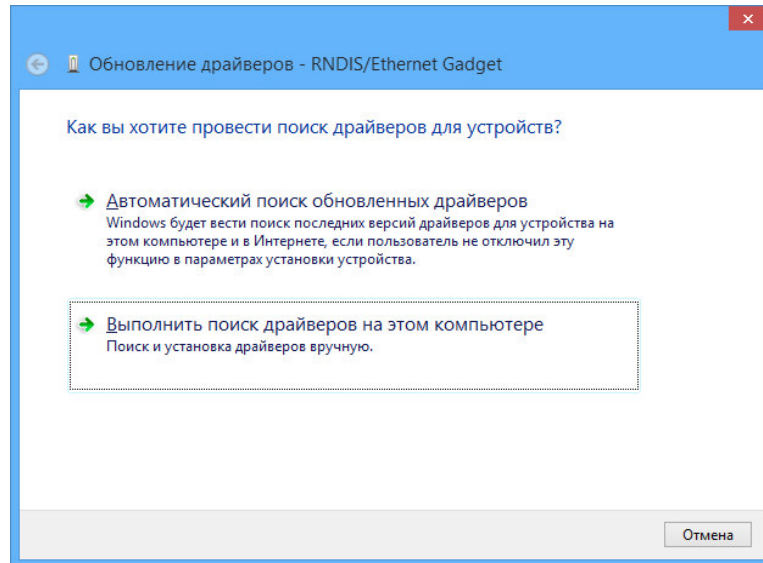 Обновление драйверов - RNDIS/Ethernet Gadget
Как вы хотите провести поиск драйверов для устройств?
Автоматический поиск обновленных драйверов
Windows будет вести поиск последних версий драйверов для устройства на
этом компьютере и в Интернете, если пользователь не отключил эту
функцию в параметрах установки устройства.
Выполнить поиск драйверов на этом компьютере
Поиск и установка драйверов вручную.
Отмена